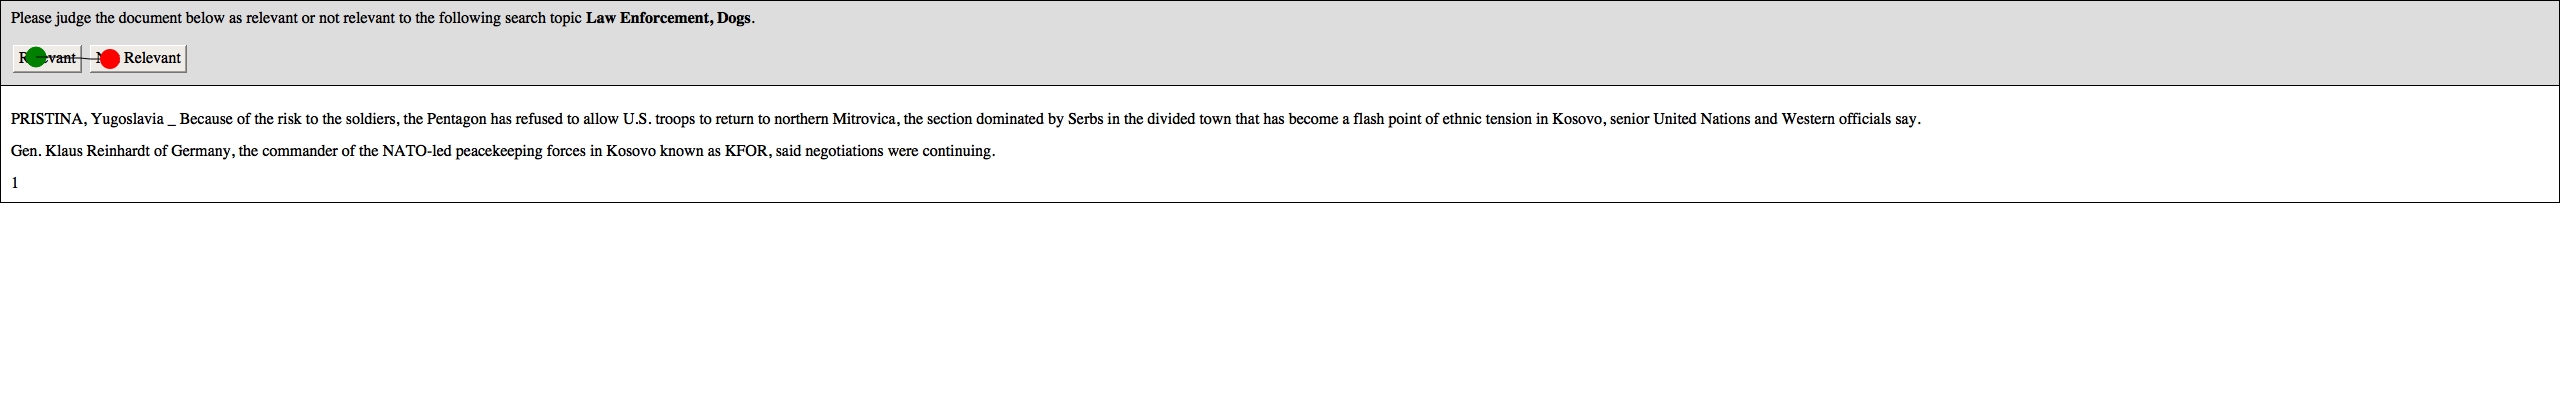 Please judge the document below as relevant or not relevant to the following search topic Law Enforcement, Dogs.
Relevant
PRISTINA, Yugoslavia _ Because of the risk to the soldiers, the Pentagon has refused to allow U.S. troops to return to northern Mitrovica, the section dominated by Serbs in the divided town that has become a flash point of ethnic tension in Kosovo, senior United Nations and Western officials say.
Gen. Klaus Reinhardt of Germany, the commander of the NATO-led peacekeeping forces in Kosovo known as KFOR, said negotiations were continuing.
1